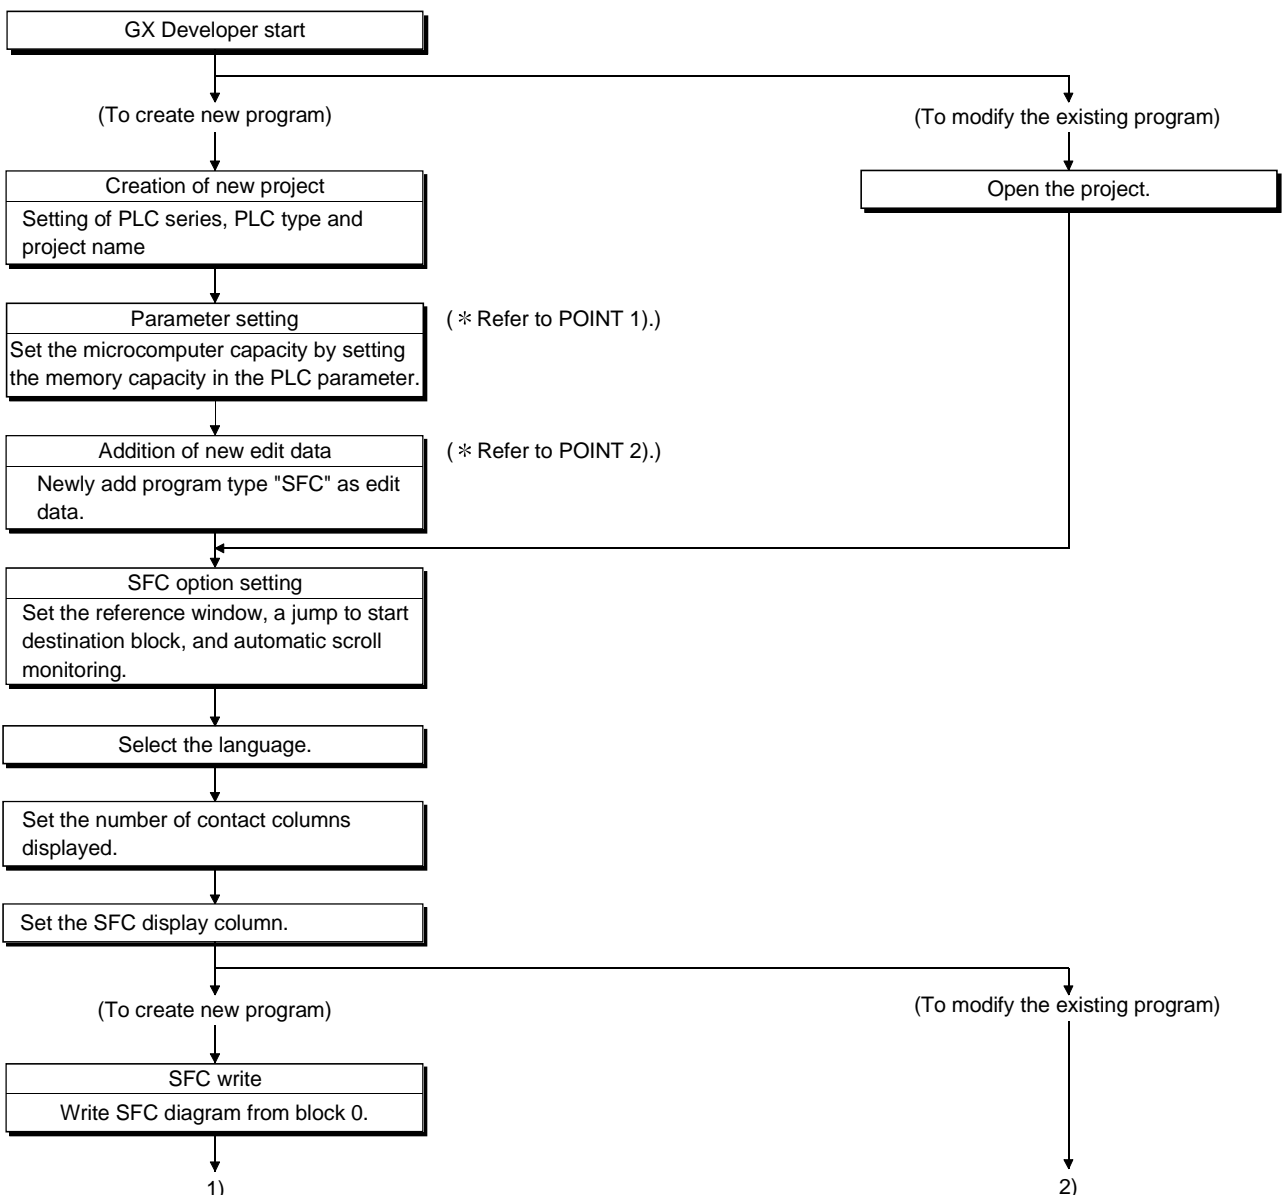 GX Developer start
(To create new program)
(To modify the existing program)
Creation of new project
Setting of PLC series, PLC type and
project name
Open the project.
Parameter setting
(＊Refer to POINT 1).)
Set the microcomputer capacity by setting
the memory capacity in the PLC parameter.
Addition of new edit data
(＊Refer to POINT 2).)
Newly add program type "SFC" as edit
data.
SFC option setting
Set the reference window, a jump to start
destination block, and automatic scroll
monitoring.
Select the language.
Set the number of contact columns
displayed.
Set the SFC display column.
(To create new program)
(To modify the existing program)
SFC write
Write SFC diagram from block 0.
1)
2)